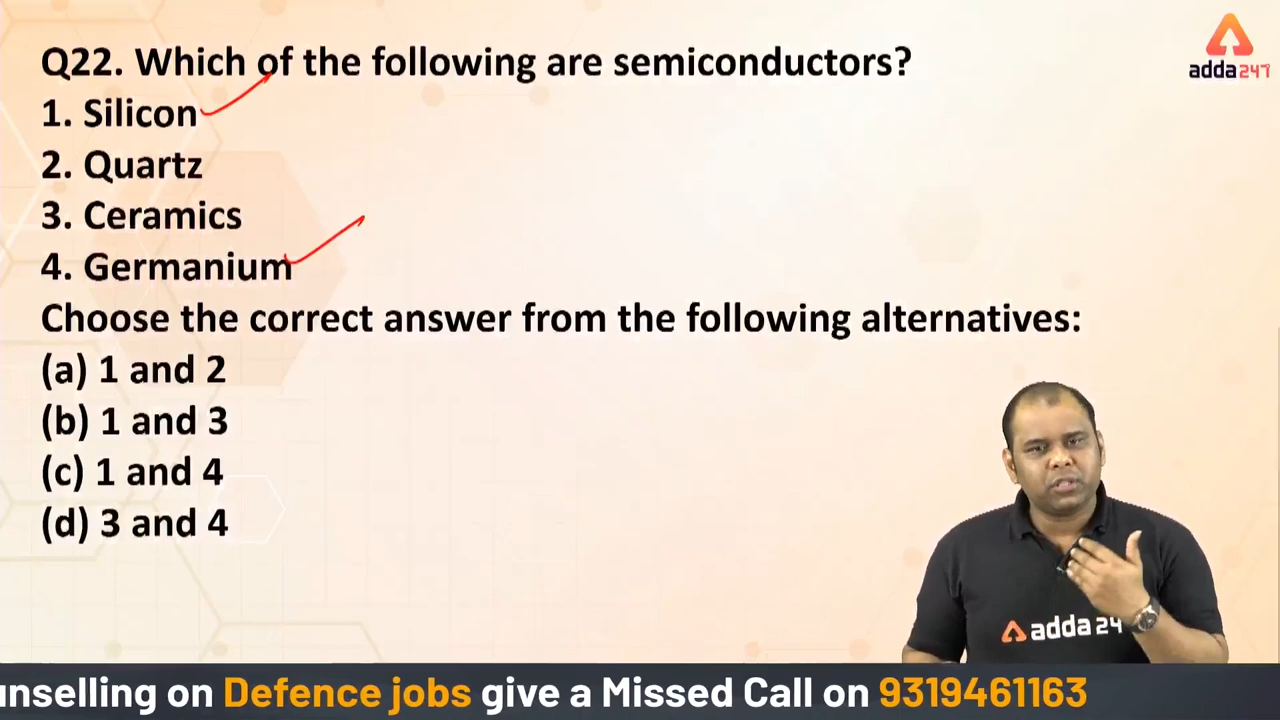 Q22. Which of the following are semiconductors?
1. Silicon
2. Quartz
3. Ceramics
4. Germanium
Choose the correct answer from the following alternatives:
(a) 1 and 2
(b) 1 and 3
(c) 1 and 4
(d) 3 and 4
adda247
adda24
unselling on Defence jobs give a Missed Call on 9319461163